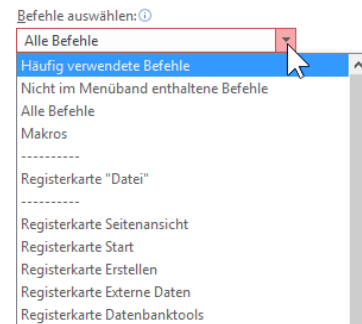 Befehle auswählen:
Alle Befehle
Häufig verwendete Befehle
Nicht im Menüband enthaltene Befehle
Alle Befehle
Makros
----------
Registerkarte "Datei"
----------
Registerkarte Seitenansicht
Registerkarte Start
Registerkarte Erstellen
Registerkarte Externe Daten
Registerkarte Datenbanktools